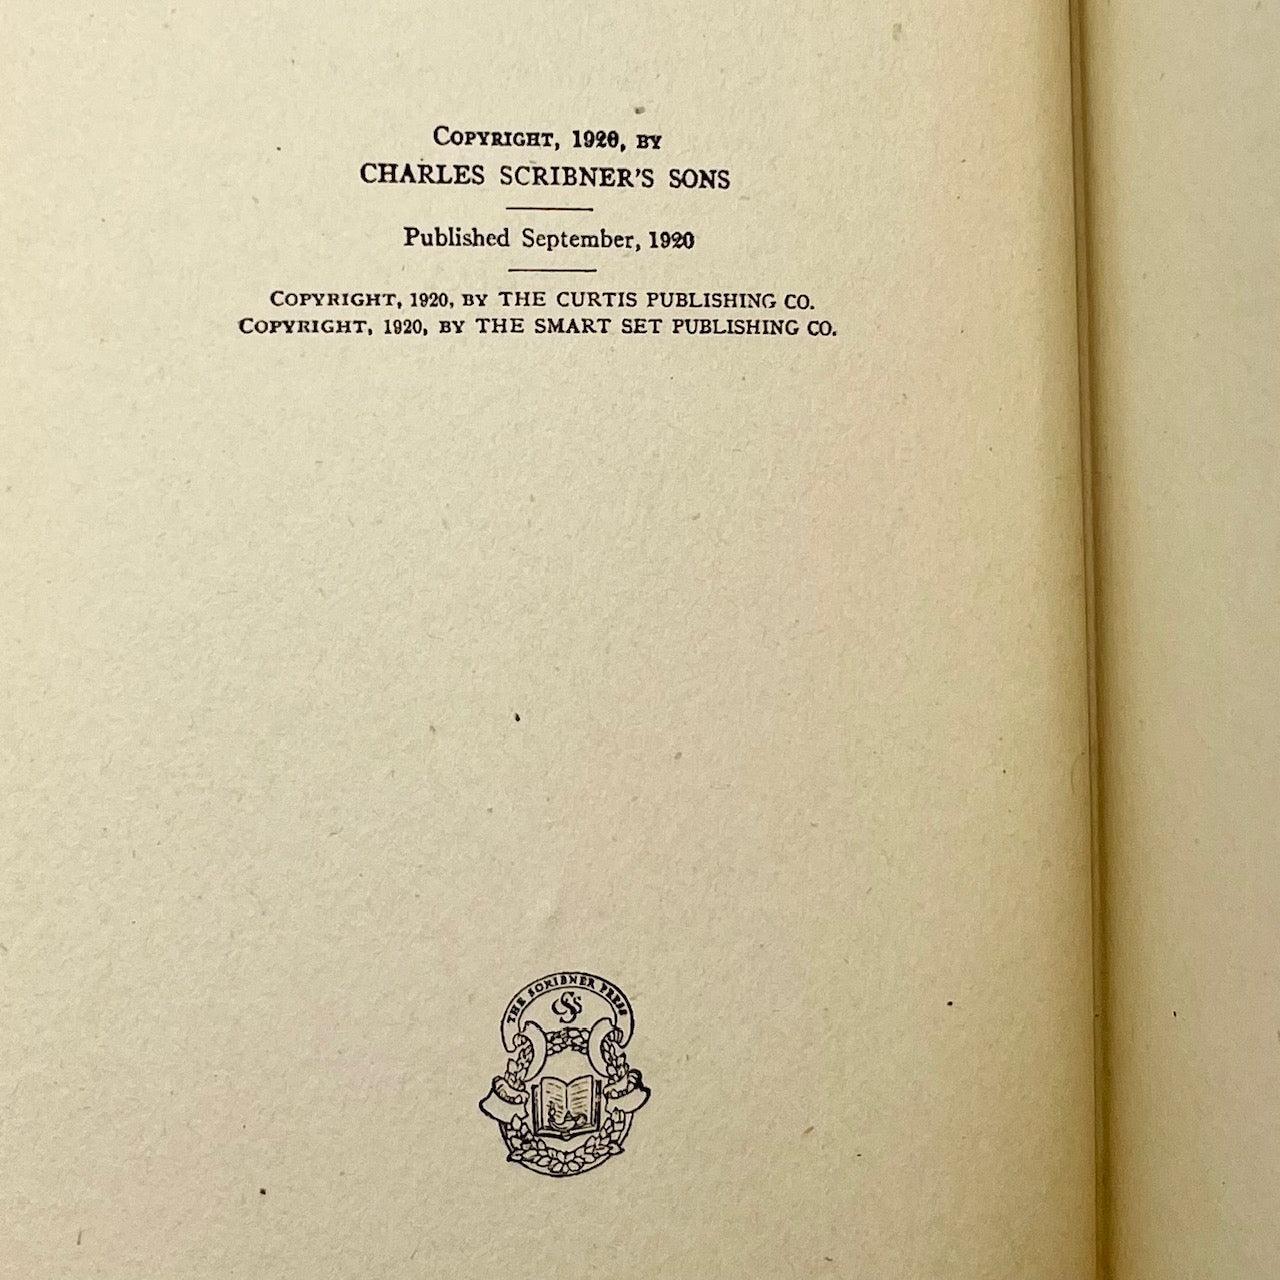 Copyright, 1920, by
CHARLES SCRIBNER'S SONS
Published September, 1920
Copyright, 1920, by THE CURTIS PUBLISHING CO.
Copyright, 1920, by THE SMART SET PUBLISHING CO.
THE SCRIBNER PRESS
CSS